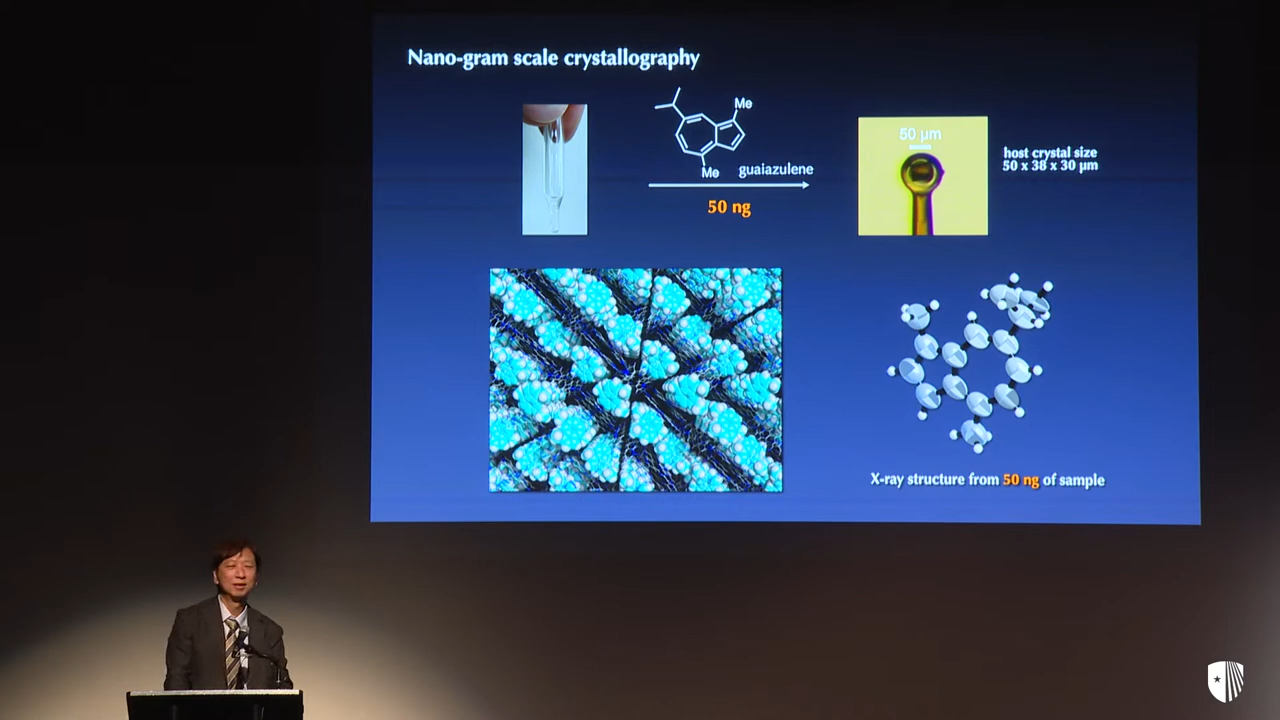 Nano-gram scale crystallography
Me
Me
guaiazulene
50 ng
50 µm
host crystal size
50 x 38 x 30 µm
X-ray structure from 50 ng of sample